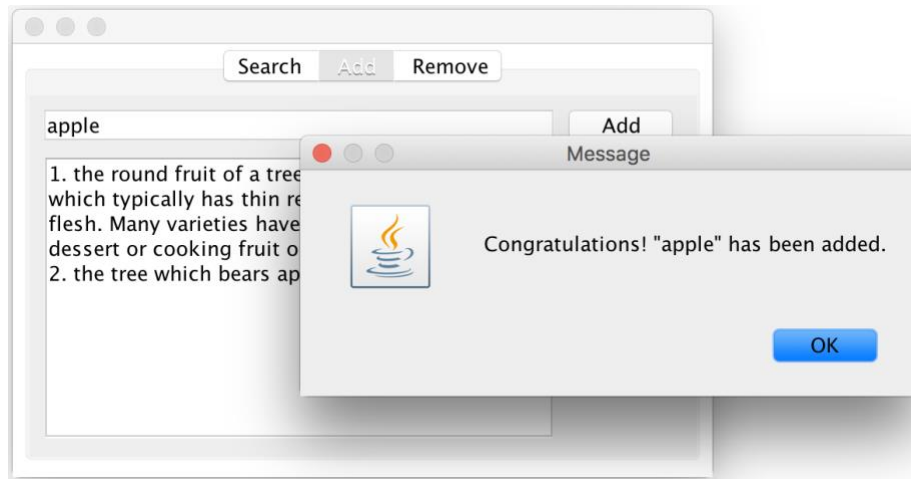 Search Add Remove
apple
Add
Message
1. the round fruit of a tree
which typically has thin re
flesh. Many varieties have
dessert or cooking fruit o
2. the tree which bears ap
Congratulations! "apple" has been added.
OK